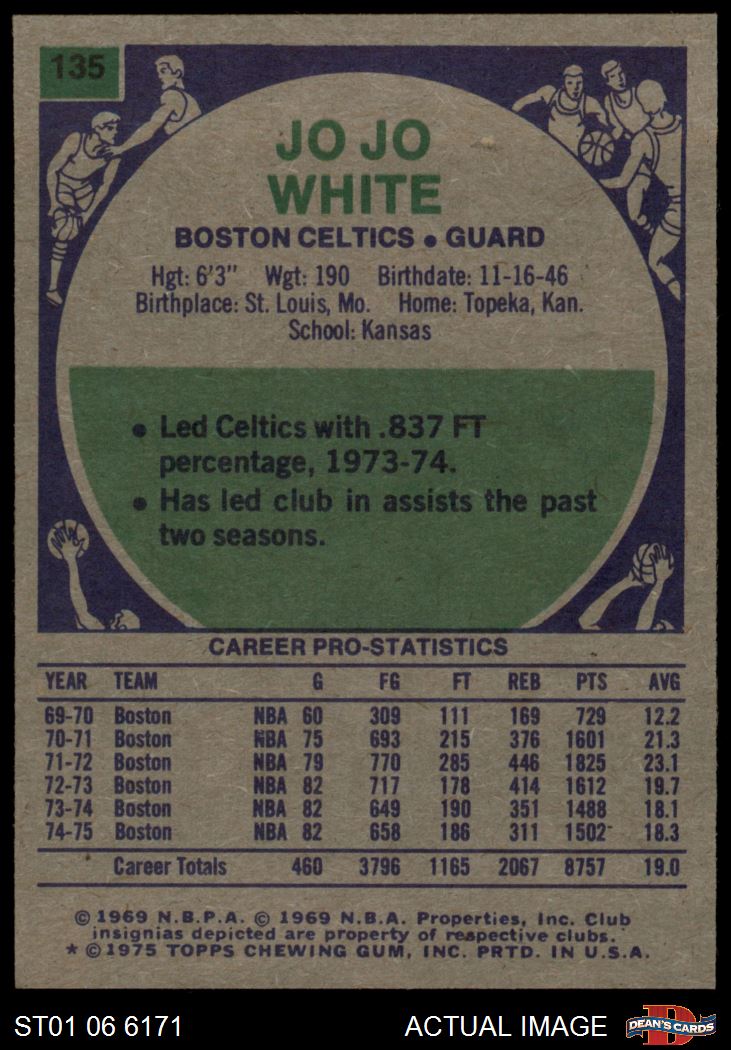 135
JO JO
WHITE
BOSTON CELTICS • GUARD
Hgt: 6'3" Wgt: 190 Birthdate: 11-16-46
Birthplace: St. Louis, Mo. Home: Topeka, Kan.
School: Kansas
• Led Celtics with .837 FT
percentage, 1973-74.
• Has led club in assists the past
two seasons.
CAREER PRO-STATISTICS
YEAR TEAM G FG FT REB PTS AVG
69-70 Boston NBA 60 309 111 169 729 12.2
70-71 Boston NBA 75 693 215 376 1601 21.3
71-72 Boston NBA 79 770 285 446 1825 23.1
72-73 Boston NBA 82 717 178 414 1612 19.7
73-74 Boston NBA 82 649 190 351 1488 18.1
74-75 Boston NBA 82 658 186 311 1502 18.3
Career Totals 460 3796 1165 2067 8757 19.0
© 1969 N.B.P.A. © 1969 N.B.A. Properties, Inc. Club
insignias depicted are property of respective clubs.
* © 1975 TOPPS CHEWING GUM, INC. PRTD. IN U.S.A.
ST01 06 6171 ACTUAL IMAGE D DEAN'S CARDS